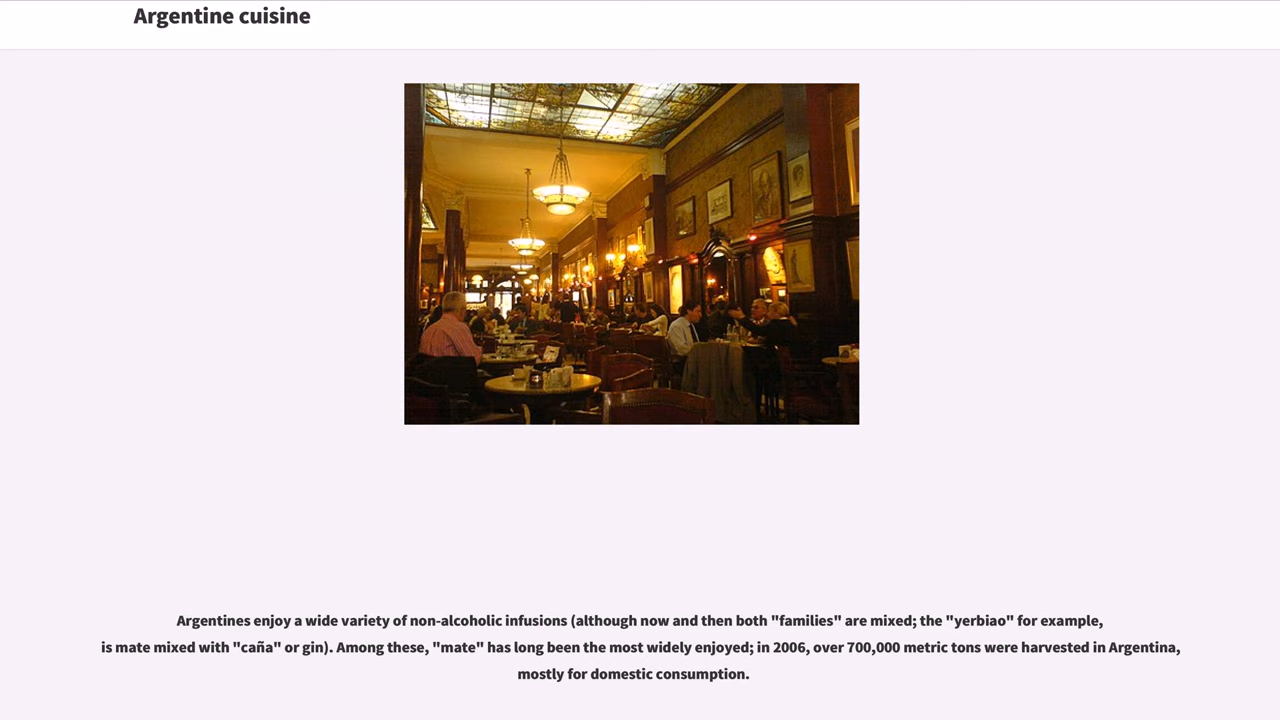 Argentine cuisine
Argentines enjoy a wide variety of non-alcoholic infusions (although now and then both "families" are mixed; the "yerbiao" for example,
is mate mixed with "caña" or gin). Among these, "mate" has long been the most widely enjoyed; in 2006, over 700,000 metric tons were harvested in Argentina,
mostly for domestic consumption.